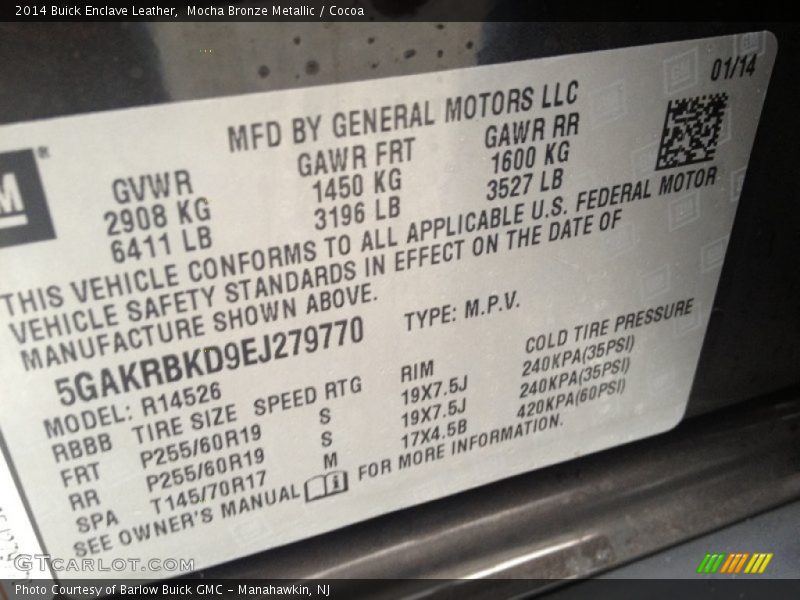 2014 Buick Enclave Leather,  Mocha Bronze Metallic / Cocoa
01/14
MFD BY GENERAL MOTORS LLC
GVWR GAWR FRT GAWR RR
2908 KG 1450 KG 1600 KG
6411 LB 3196 LB 3527 LB
M®
THIS VEHICLE CONFORMS TO ALL APPLICABLE U.S. FEDERAL MOTOR
VEHICLE SAFETY STANDARDS IN EFFECT ON THE DATE OF
MANUFACTURE SHOWN ABOVE.
5GAKRBKD9EJ279770 TYPE: M.P.V.
MODEL: R14526
RBBB TIRE SIZE SPEED RTG RIM COLD TIRE PRESSURE
FRT P255/60R19 S 19X7.5J 240KPA(35PSI)
RR P255/60R19 S 19X7.5J 240KPA(35PSI)
SPA T145/70R17 M 17X4.5B 420KPA(60PSI)
SEE OWNER'S MANUAL FOR MORE INFORMATION.
GTCarLot.com
Photo Courtesy of Barlow Buick GMC – Manahawkin, NJ